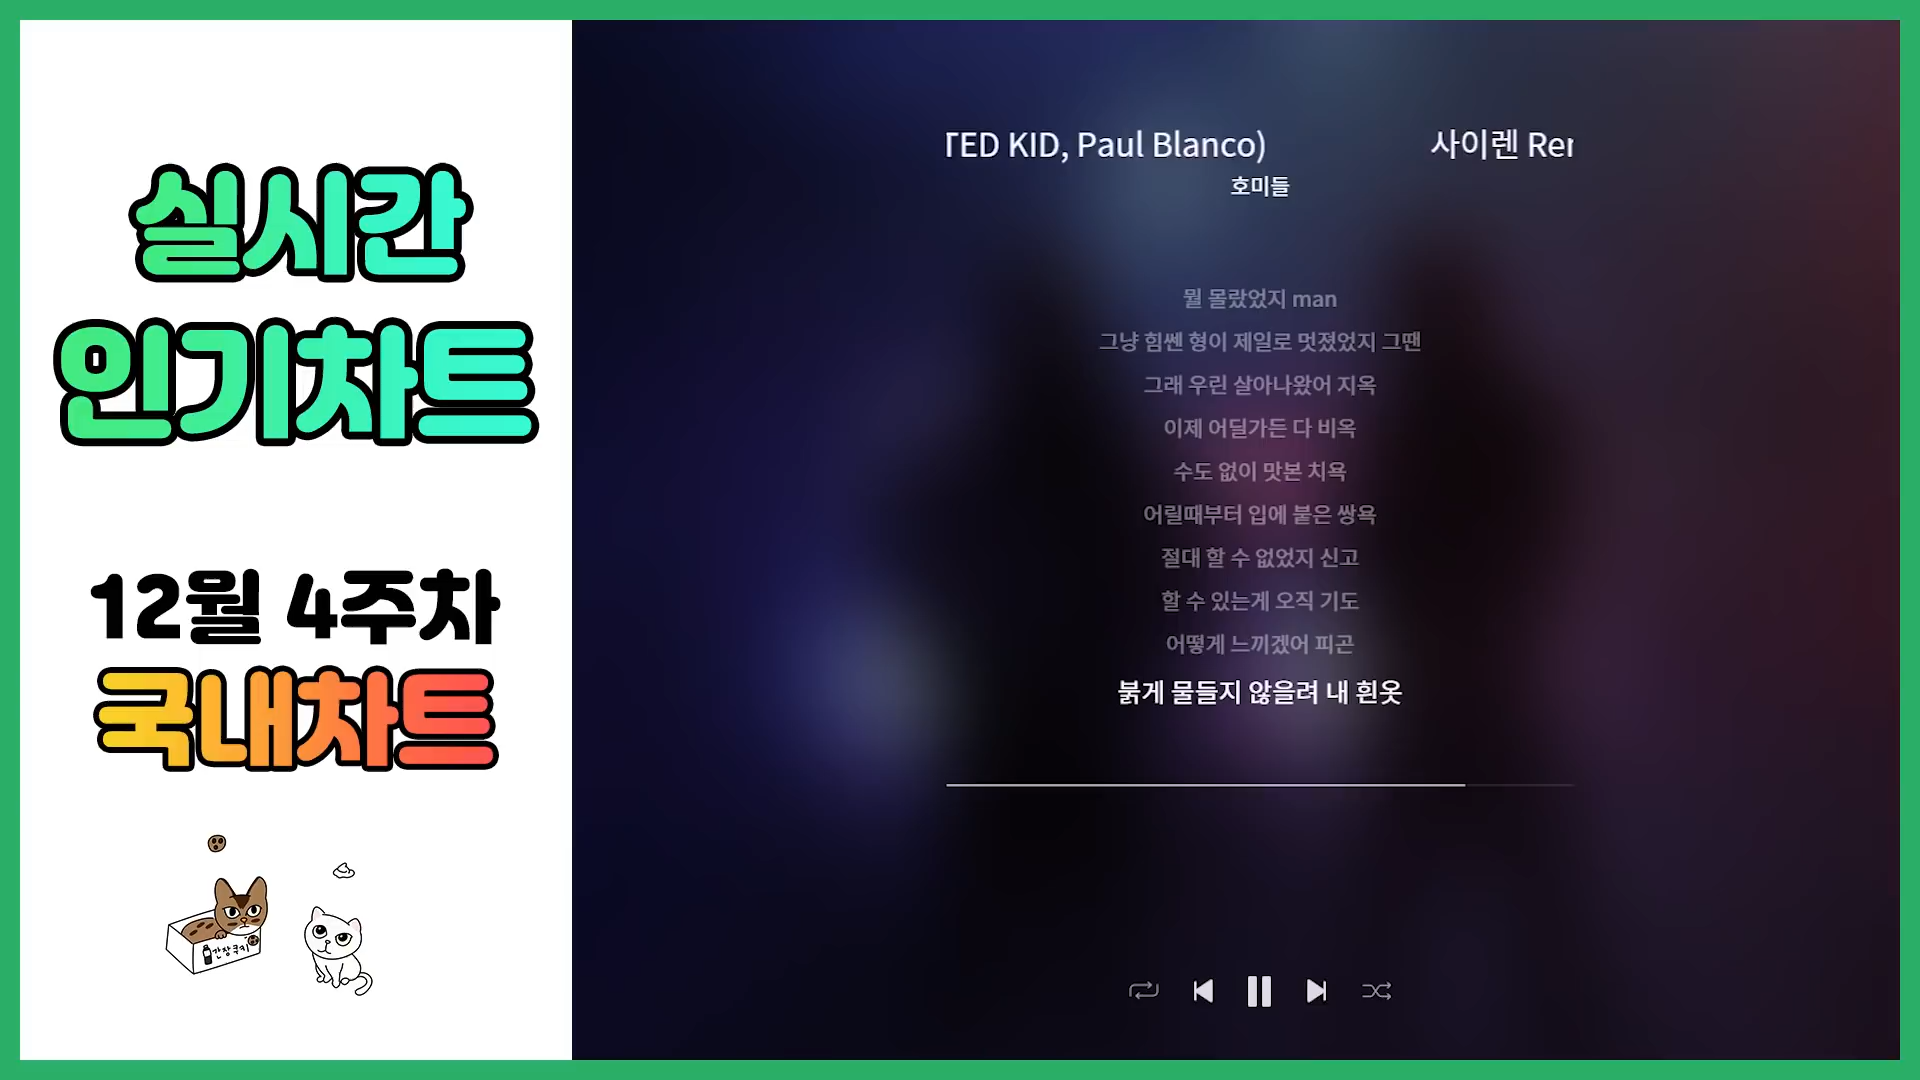 실시간
인기차트
12월 4주차
국내차트
간장쿠키
TED KID, Paul Blanco)
사이렌 Rer
호미들
뭘 몰랐었지 man
그냥 힘쎈 형이 제일로 멋졌었지 그땐
그래 우린 살아나왔어 지옥
이제 어딜가든 다 비옥
수도 없이 맛본 치욕
어릴때부터 입에 붙은 쌍욕
절대 할 수 없었지 신고
할 수 있는게 오직 기도
어떻게 느끼겠어 피곤
붉게 물들지 않을려 내 흰옷